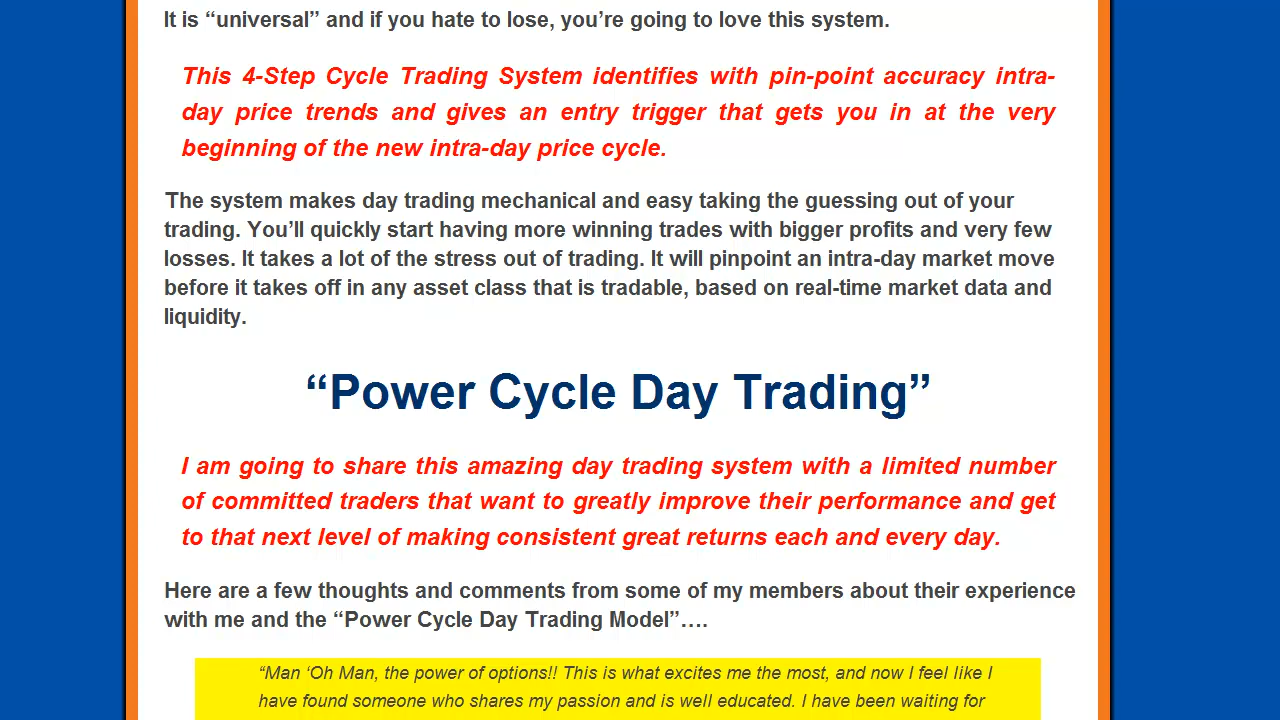 It is “universal” and if you hate to lose, you’re going to love this system.
This 4-Step Cycle Trading System identifies with pin-point accuracy intra-
day price trends and gives an entry trigger that gets you in at the very
beginning of the new intra-day price cycle.
The system makes day trading mechanical and easy taking the guessing out of your
trading. You’ll quickly start having more winning trades with bigger profits and very few
losses. It takes a lot of the stress out of trading. It will pinpoint an intra-day market move
before it takes off in any asset class that is tradable, based on real-time market data and
liquidity.
“Power Cycle Day Trading”
I am going to share this amazing day trading system with a limited number
of committed traders that want to greatly improve their performance and get
to that next level of making consistent great returns each and every day.
Here are a few thoughts and comments from some of my members about their experience
with me and the “Power Cycle Day Trading Model”….
“Man ‘Oh Man, the power of options!! This is what excites me the most, and now I feel like I
have found someone who shares my passion and is well educated. I have been waiting for